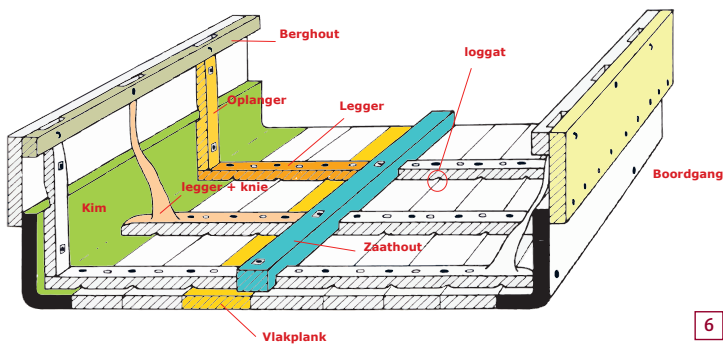 Berghout
loggat
Oplanger
Legger
Boordgang
legger + knie
Kim
Zaathout
Vlakplank
6